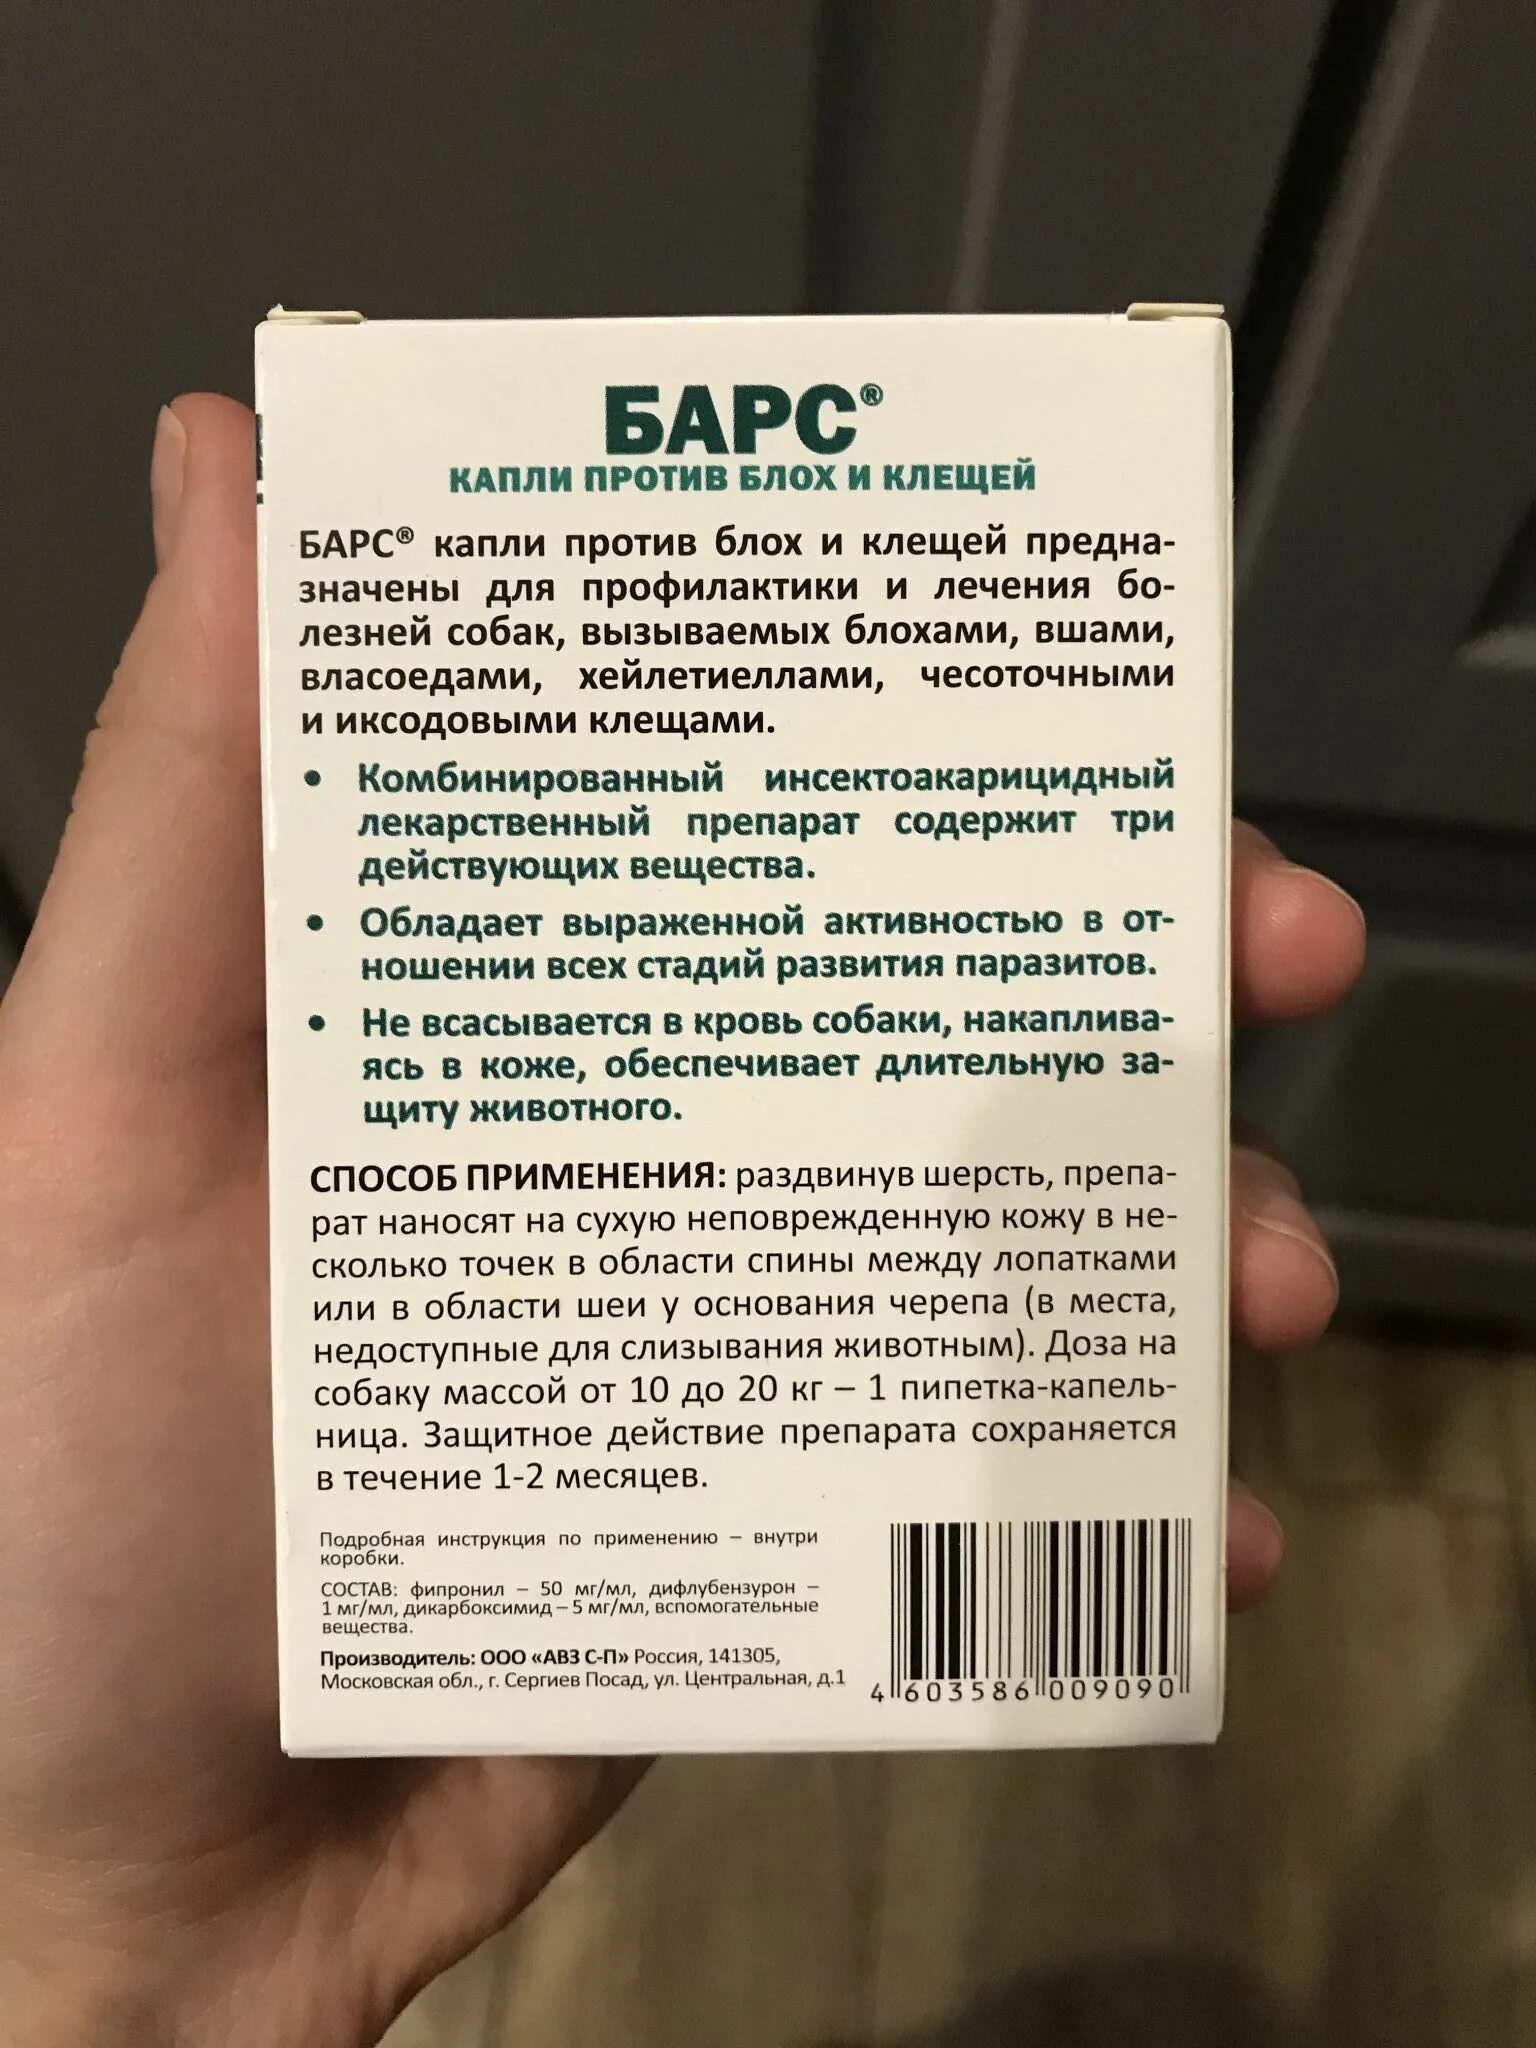 БАРС®
КАПЛИ ПРОТИВ БЛОХ И КЛЕЩЕЙ
БАРС® капли против блох и клещей предна-
значены для профилактики и лечения бо-
лезней собак, вызываемых блохами, вшами,
власоедами, хейлетиеллами, чесоточными
и иксодовыми клещами.
• Комбинированный инсектоакарицидный
лекарственный препарат содержит три
действующих вещества.
• Обладает выраженной активностью в от-
ношении всех стадий развития паразитов.
• Не всасывается в кровь собаки, накаплива-
ясь в коже, обеспечивает длительную за-
щиту животного.
СПОСОБ ПРИМЕНЕНИЯ: раздвинув шерсть, препа-
рат наносят на сухую неповрежденную кожу в не-
сколько точек в области спины между лопатками
или в области шеи у основания черепа (в места,
недоступные для слизывания животным). Доза на
собаку массой от 10 до 20 кг – 1 пипетка-капель-
ница. Защитное действие препарата сохраняется
в течение 1-2 месяцев.
Подробная инструкция по применению – внутри
коробки.
СОСТАВ: фипронил – 50 мг/мл, дифлубензурон –
1 мг/мл, дикарбоксимид – 5 мг/мл, вспомогательные
вещества.
Производитель: ООО «АВЗ С-П» Россия, 141305,
Московская обл., г. Сергиев Посад, ул. Центральная, д.1
4 603586 009090